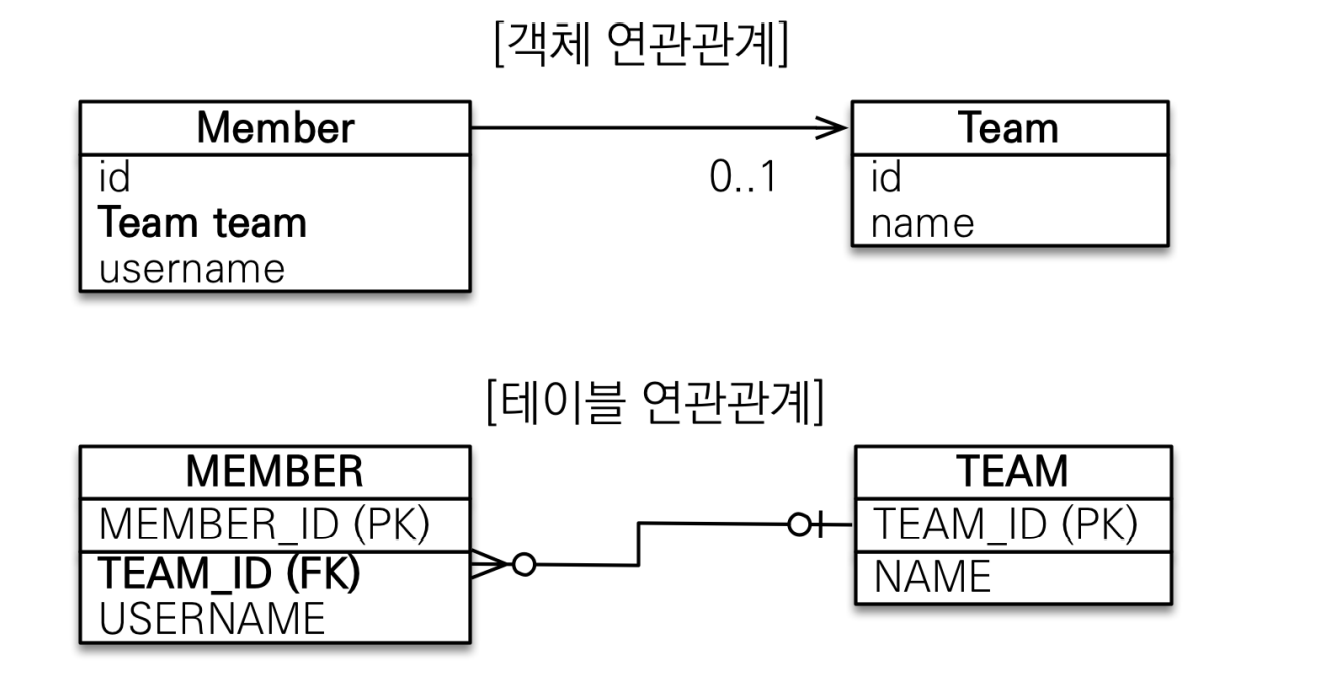 [객체 연관관계]
Member
id
Team team
username
0..1
Team
id
name
[테이블 연관관계]
MEMBER
MEMBER_ID (PK)
TEAM_ID (FK)
USERNAME
TEAM
TEAM_ID (PK)
NAME